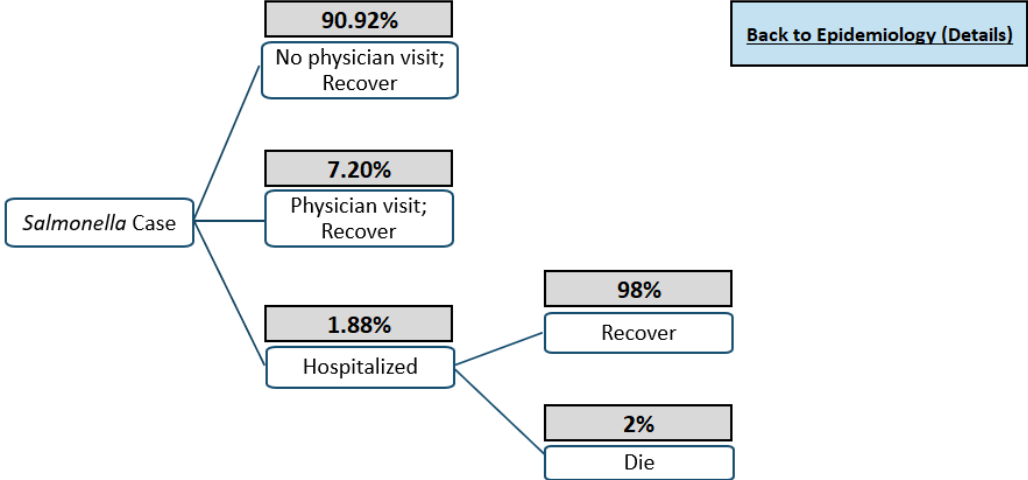 90.92%
No physician visit;
Recover
Back to Epidemiology (Details)
7.20%
Physician visit;
Recover
Salmonella Case
1.88%
Hospitalized
98%
Recover
2%
Die